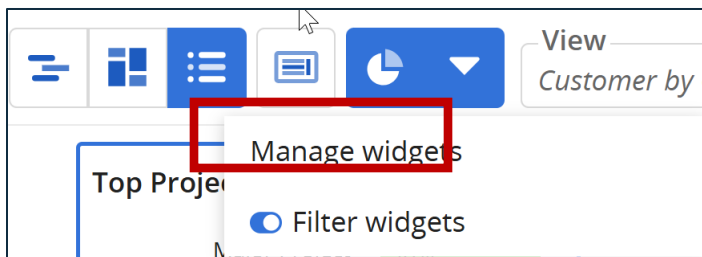 View
Customer by
Manage widgets
Top Proje
Filter widgets